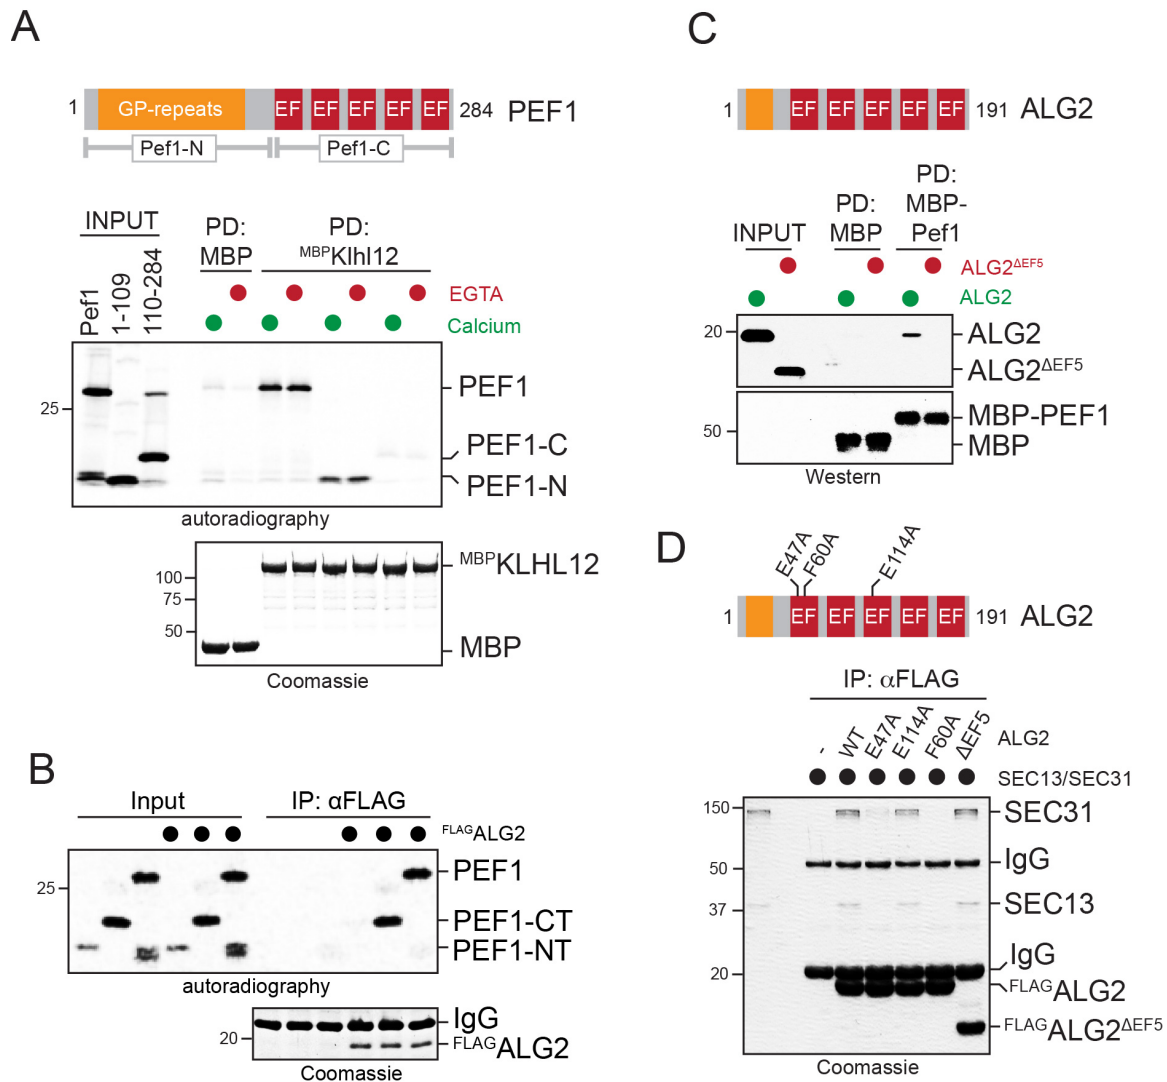 A
1 GP-repeats EF EF EF EF EF 284 PEF1
Pef1-N Pef1-C
INPUT
PD:
MBP
PD:
MBPKlhl12
Pef1
1-109
110-284
EGTA
Calcium
25
PEF1
PEF1-C
PEF1-N
autoradiography
100
75
50
MBPKLHL12
MBP
Coomassie
B
Input IP: αFLAG
FLAGALG2
25
PEF1
PEF1-CT
PEF1-NT
autoradiography
20
IgG
FLAGALG2
Coomassie
C
1 EF EF EF EF EF 191 ALG2
INPUT
PD:
MBP
PD:
MBP-
Pef1
ALG2ΔEF5
ALG2
20
ALG2
ALG2ΔEF5
50
MBP-PEF1
MBP
Western
D
E47A
F60A
E114A
1 EF EF EF EF EF 191 ALG2
IP: αFLAG
- WT E47A E114A F60A ΔEF5 ALG2
SEC13/SEC31
150
50
37
20
SEC31
IgG
SEC13
IgG
FLAGALG2
FLAGALG2ΔEF5
Coomassie